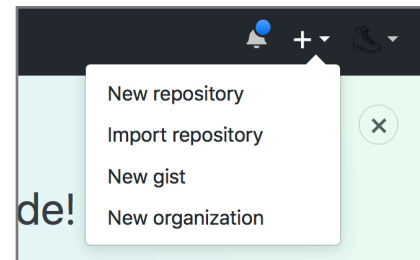 New repository
Import repository
New gist
de!
New organization